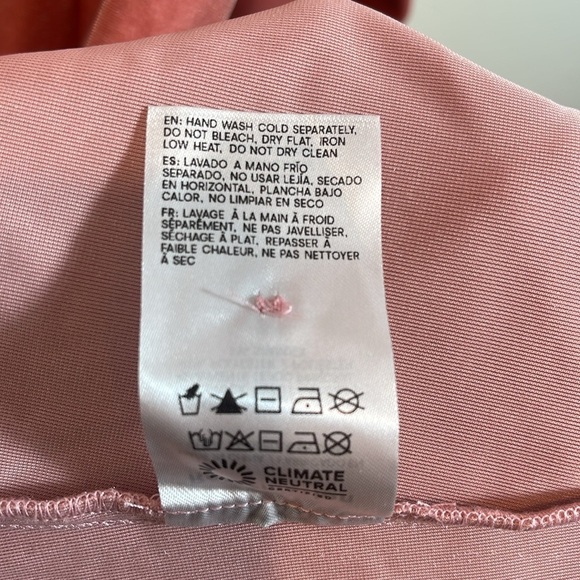 EN: HAND WASH COLD SEPARATELY,
DO NOT BLEACH, DRY FLAT, IRON
LOW HEAT, DO NOT DRY CLEAN
ES: LAVADO A MANO FRÍO
SEPARADO, NO USAR LEJÍA, SECADO
EN HORIZONTAL, PLANCHA BAJO
CALOR, NO LIMPIAR EN SECO
FR: LAVAGE À LA MAIN À FROID
SÉPARÉMENT, NE PAS JAVELLISER,
SÉCHAGE À PLAT, REPASSER À
FAIBLE CHALEUR, NE PAS NETTOYER
À SEC
CLIMATE
NEUTRAL